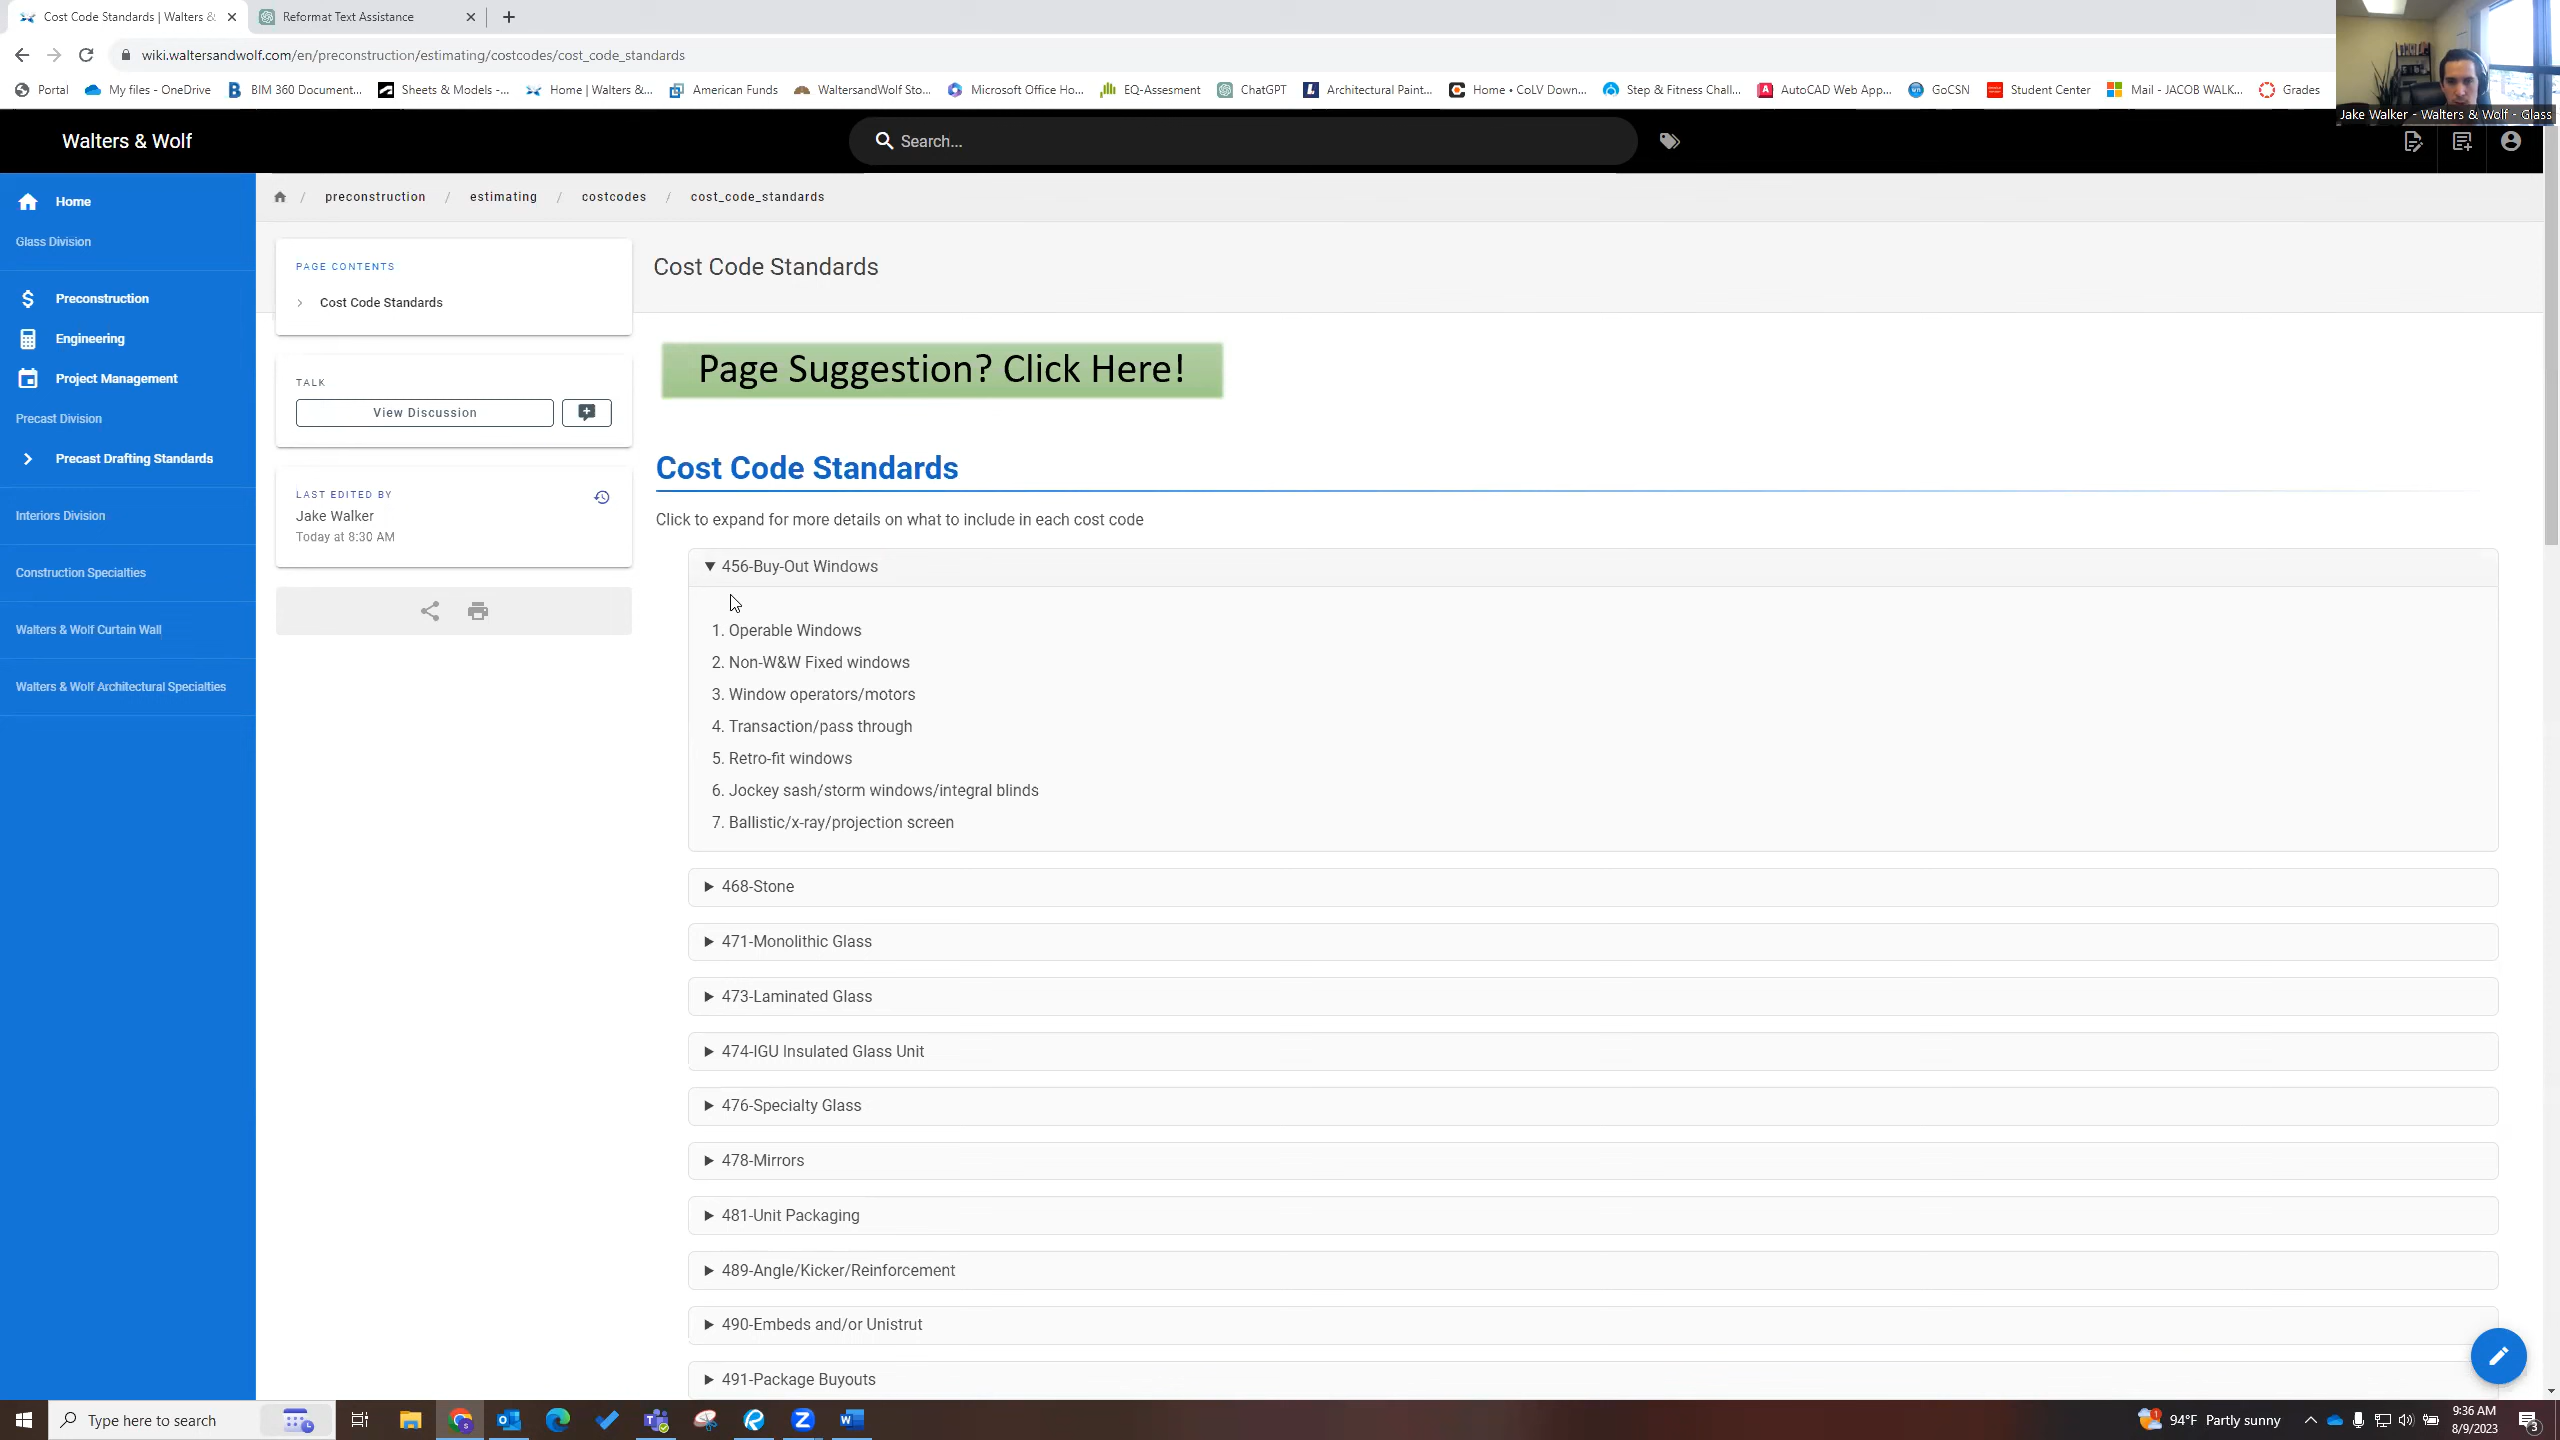 Cost Code Standards | Walters &
Reformat Text Assistance
wiki.waltersandwolf.com/en/preconstruction/estimating/costcodes/cost_code_standards
Portal
My files - OneDrive
BIM 360 Document...
Sheets & Models -...
Home | Walters &...
American Funds
WaltersandWolf Sto...
Microsoft Office Ho...
EQ-Assesment
ChatGPT
Architectural Paint...
Home • CoLV Down...
Step & Fitness Chall...
AutoCAD Web App...
GoCSN
Student Center
Mail - JACOB WALK...
Grades
Jake Walker - Walters & Wolf - Glass
Walters & Wolf
Search...
Home
Glass Division
Preconstruction
Engineering
Project Management
Precast Division
Precast Drafting Standards
Interiors Division
Construction Specialties
Walters & Wolf Curtain Wall
Walters & Wolf Architectural Specialties
/ preconstruction / estimating / costcodes / cost_code_standards
PAGE CONTENTS
Cost Code Standards
TALK
View Discussion
LAST EDITED BY
Jake Walker
Today at 8:30 AM
Cost Code Standards
Page Suggestion? Click Here!
Cost Code Standards
Click to expand for more details on what to include in each cost code
456-Buy-Out Windows
1. Operable Windows
2. Non-W&W Fixed windows
3. Window operators/motors
4. Transaction/pass through
5. Retro-fit windows
6. Jockey sash/storm windows/integral blinds
7. Ballistic/x-ray/projection screen
468-Stone
471-Monolithic Glass
473-Laminated Glass
474-IGU Insulated Glass Unit
476-Specialty Glass
478-Mirrors
481-Unit Packaging
489-Angle/Kicker/Reinforcement
490-Embeds and/or Unistrut
491-Package Buyouts
Type here to search
94°F Partly sunny
9:36 AM
8/9/2023
3